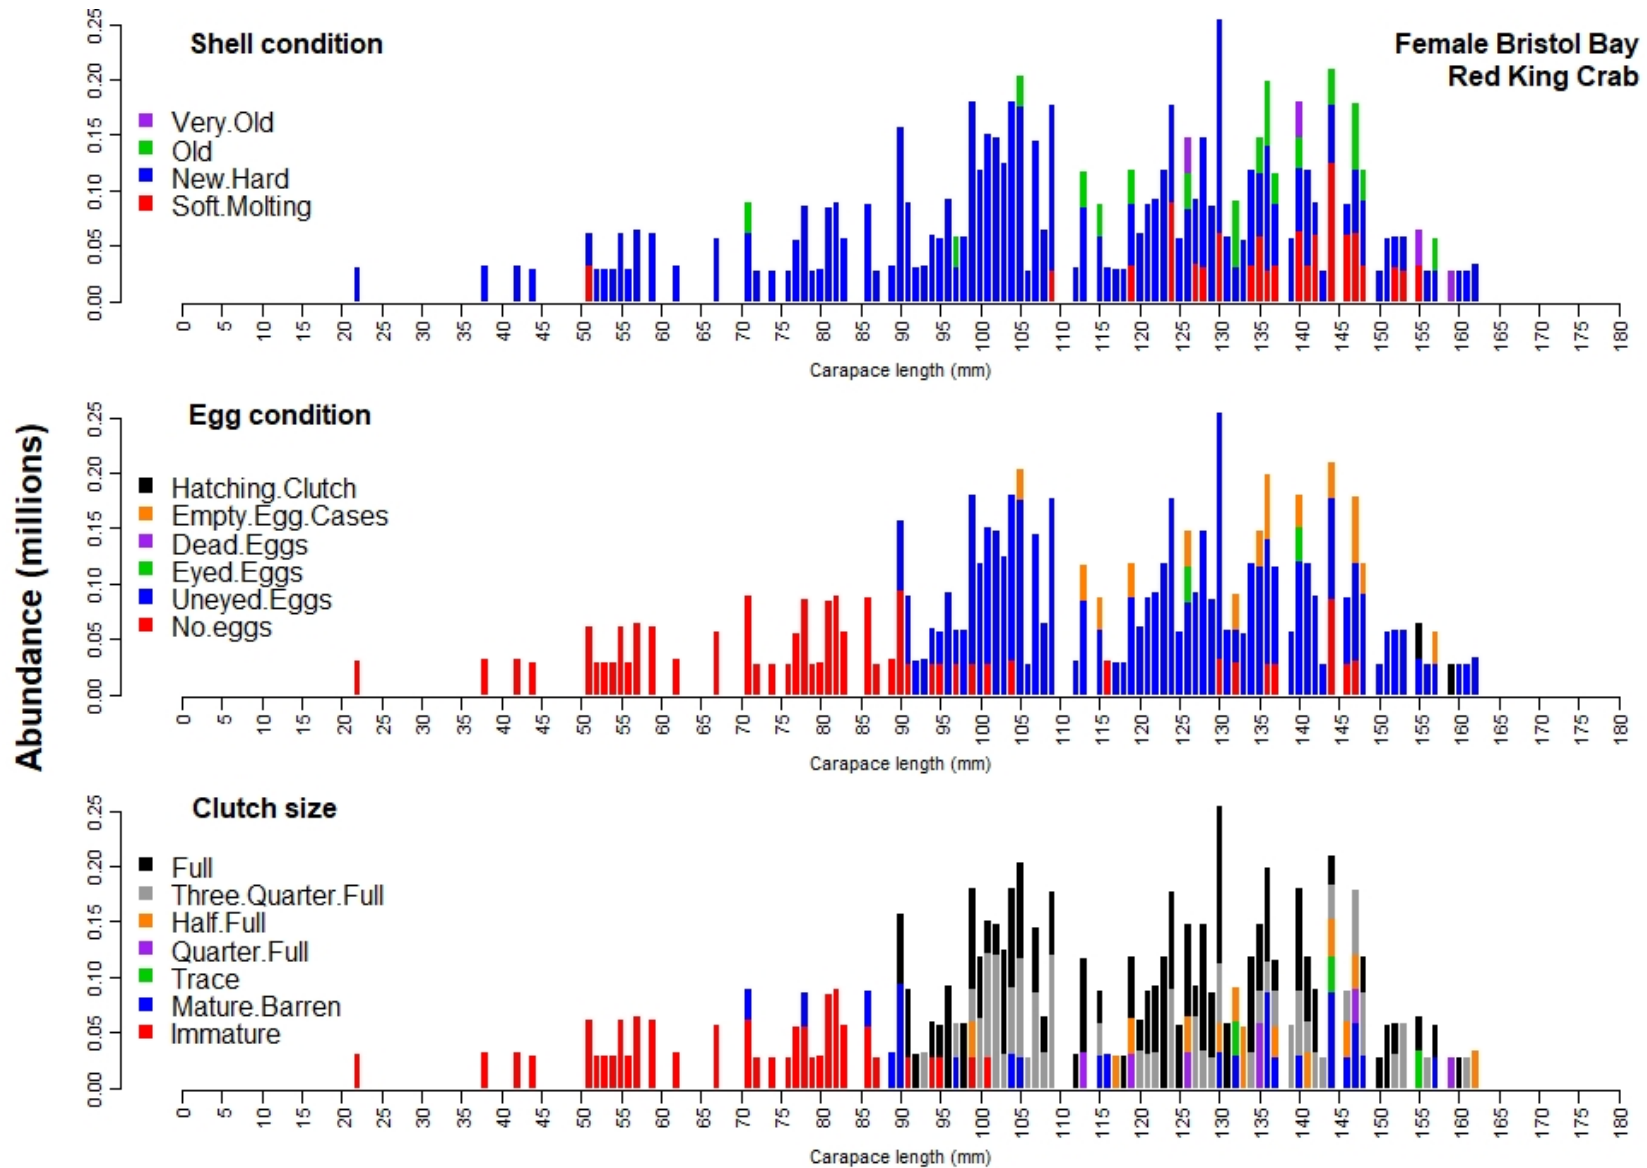 Shell condition
Female Bristol Bay
Red King Crab
Very.Old
Old
New.Hard
Soft.Molting
0.00 0.05 0.10 0.15 0.20 0.25
0 5 10 15 20 25 30 35 40 45 50 55 60 65 70 75 80 85 90 95 100 105 110 115 120 125 130 135 140 145 150 155 160 165 170 175 180
Carapace length (mm)
Abundance (millions)
Egg condition
Hatching.Clutch
Empty.Egg.Cases
Dead.Eggs
Eyed.Eggs
Uneyed.Eggs
No.eggs
0.00 0.05 0.10 0.15 0.20 0.25
0 5 10 15 20 25 30 35 40 45 50 55 60 65 70 75 80 85 90 95 100 105 110 115 120 125 130 135 140 145 150 155 160 165 170 175 180
Carapace length (mm)
Clutch size
Full
Three.Quarter.Full
Half.Full
Quarter.Full
Trace
Mature.Barren
Immature
0.00 0.05 0.10 0.15 0.20 0.25
0 5 10 15 20 25 30 35 40 45 50 55 60 65 70 75 80 85 90 95 100 105 110 115 120 125 130 135 140 145 150 155 160 165 170 175 180
Carapace length (mm)